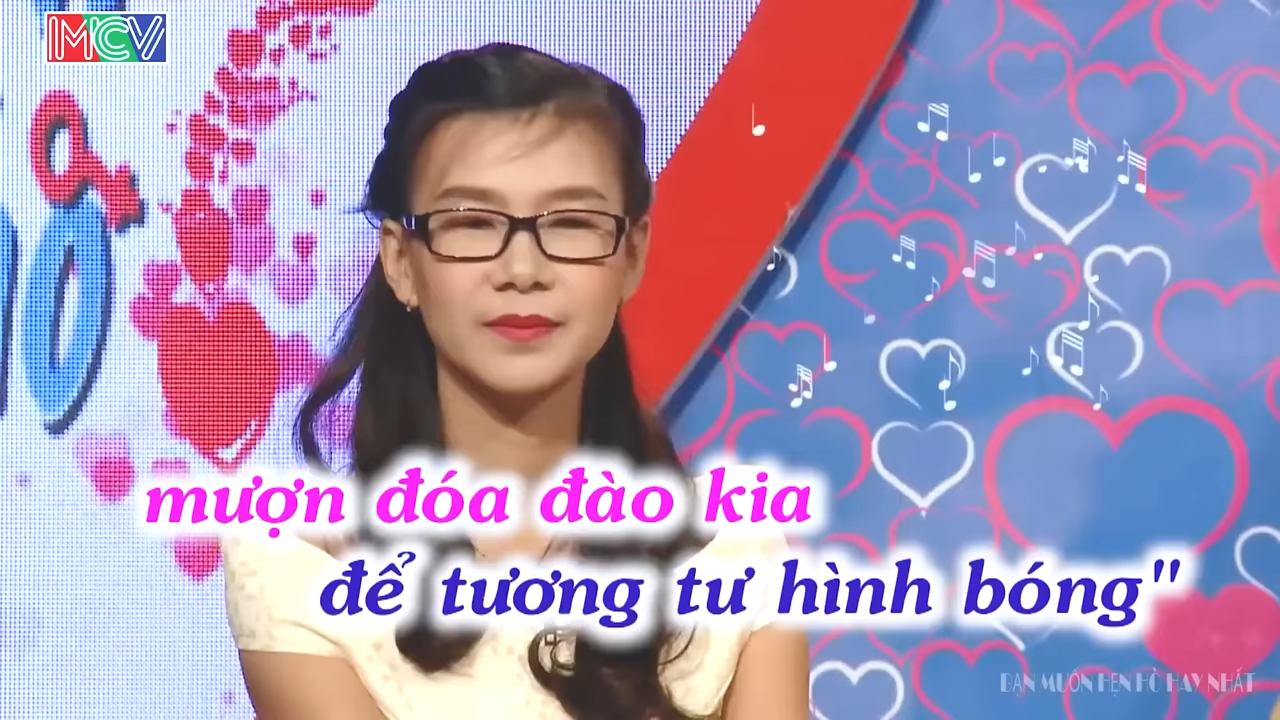 MCV
mượn đóa đào kia
để tương tư hình bóng"
BẠN MUỐN HẸN HÒ HAY NHẤT